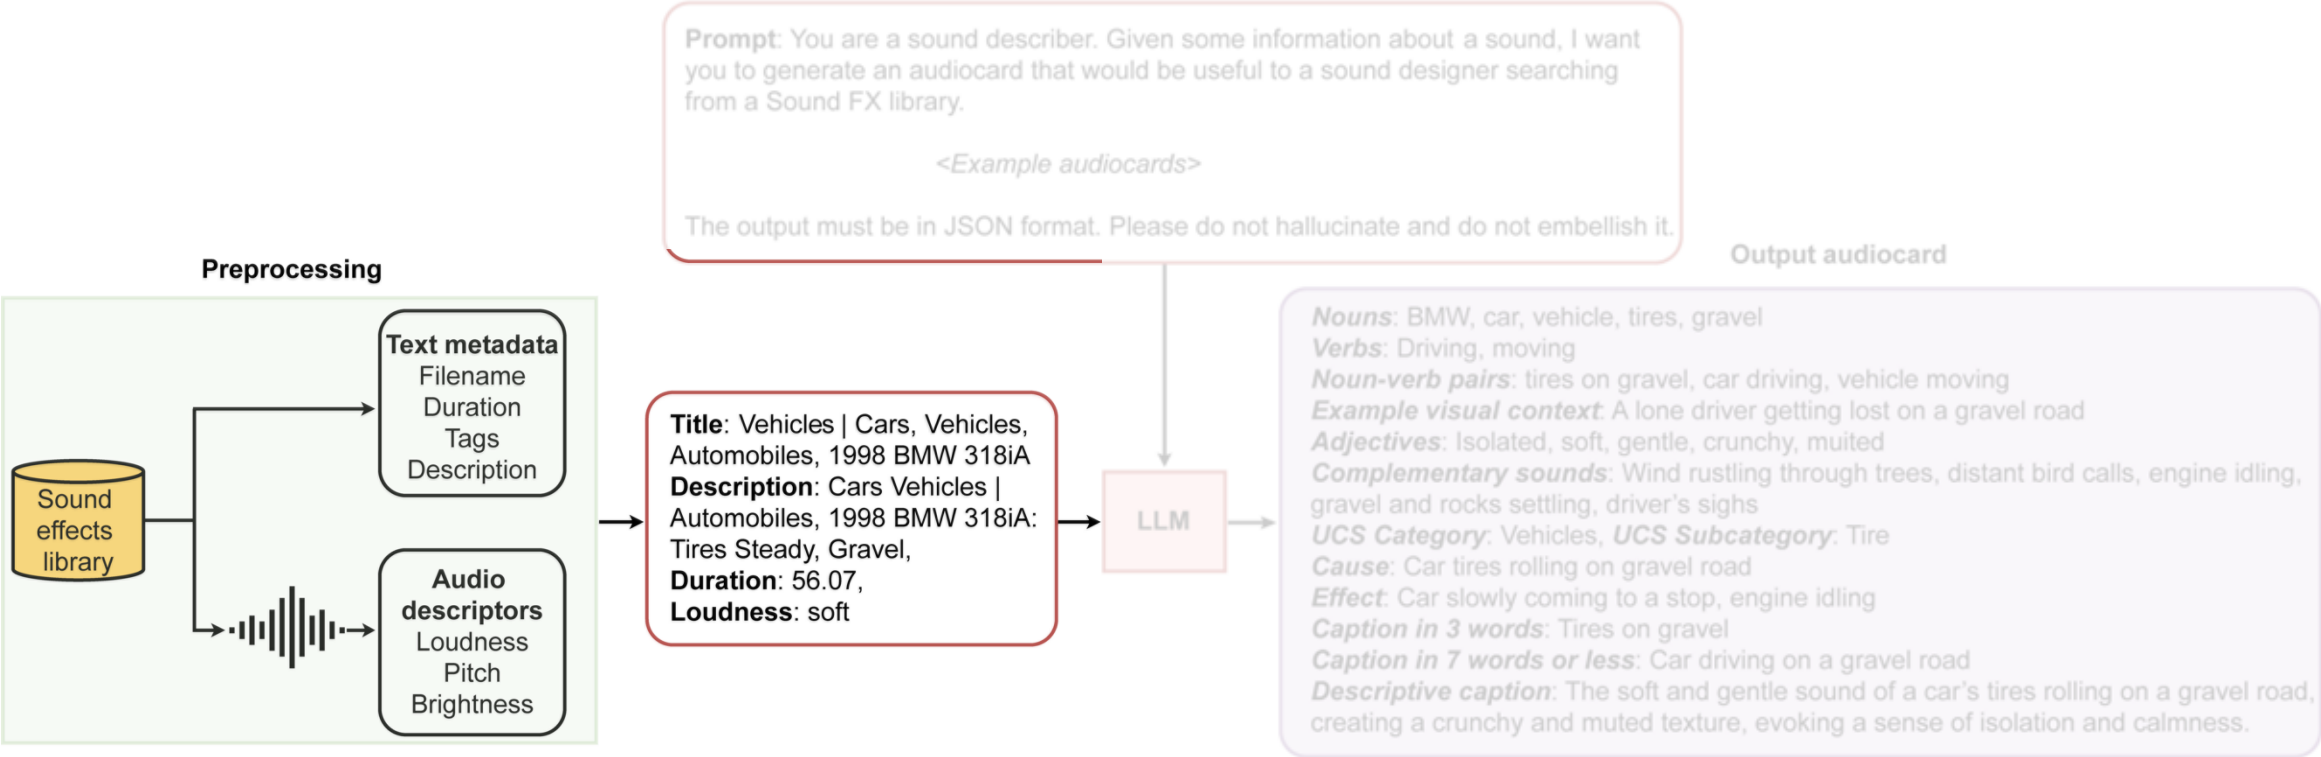 Prompt: You are a sound describer. Given some information about a sound, I want
you to generate an audiocard that would be useful to a sound designer searching
from a Sound FX library.
<Example audiocards>
The output must be in JSON format. Please do not hallucinate and do not embellish it.
Preprocessing
Sound
effects
library
Text metadata
Filename
Duration
Tags
Description
Audio
descriptors
Loudness
Pitch
Brightness
Title: Vehicles | Cars, Vehicles,
Automobiles, 1998 BMW 318iA
Description: Cars Vehicles |
Automobiles, 1998 BMW 318iA:
Tires Steady, Gravel,
Duration: 56.07,
Loudness: soft
LLM
Output audiocard
Nouns: BMW, car, vehicle, tires, gravel
Verbs: Driving, moving
Noun-verb pairs: tires on gravel, car driving, vehicle moving
Example visual context: A lone driver getting lost on a gravel road
Adjectives: Isolated, soft, gentle, crunchy, muited
Complementary sounds: Wind rustling through trees, distant bird calls, engine idling,
gravel and rocks settling, driver's sighs
UCS Category: Vehicles, UCS Subcategory: Tire
Cause: Car tires rolling on gravel road
Effect: Car slowly coming to a stop, engine idling
Caption in 3 words: Tires on gravel
Caption in 7 words or less: Car driving on a gravel road
Descriptive caption: The soft and gentle sound of a car's tires rolling on a gravel road,
creating a crunchy and muted texture, evoking a sense of isolation and calmness.